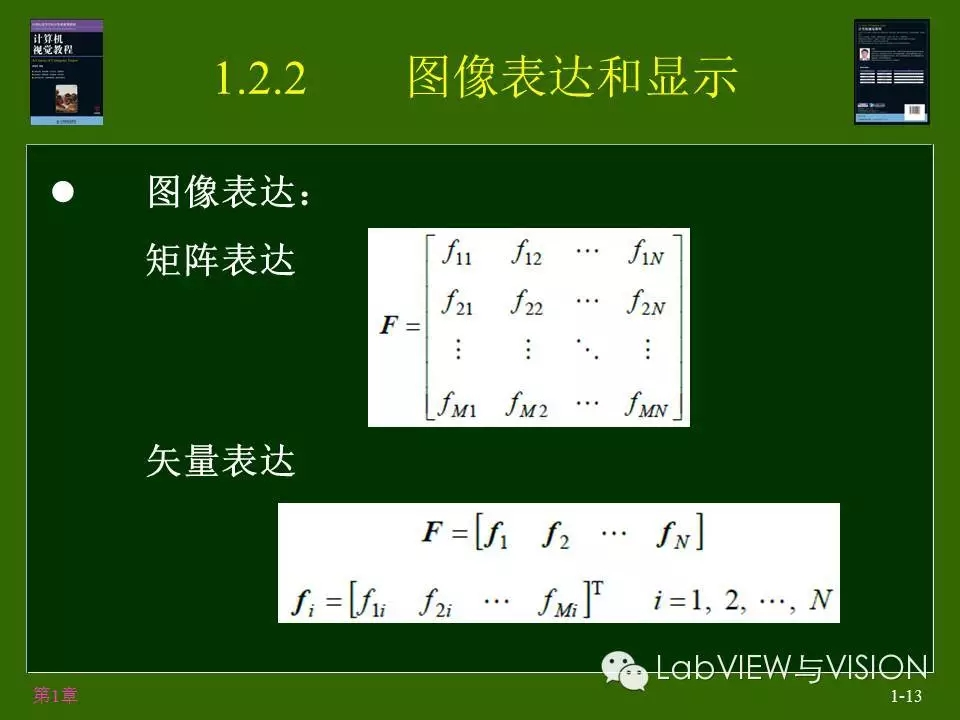 计算机
视觉教程
1.2.2 图像表达和显示
● 图像表达：
矩阵表达
F = [ f11 f12 ⋯ f1N
f21 f22 ⋯ f2N
⋮ ⋮ ⋱ ⋮
fM1 fM2 ⋯ fMN ]
矢量表达
F = [f1 f2 ⋯ fN]
fi = [f1i f2i ⋯ fMi]T i = 1, 2, ⋯, N
LabVIEW与VISION
第1章
1-13